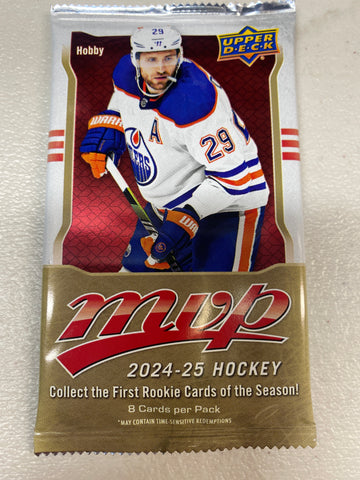 29
Hobby
UPPER
DECK
A
29
OILERS
mvp
2024-25 HOCKEY
Collect the First Rookie Cards of the Season!
8 Cards per Pack
*MAY CONTAIN TIME-SENSITIVE REDEMPTIONS